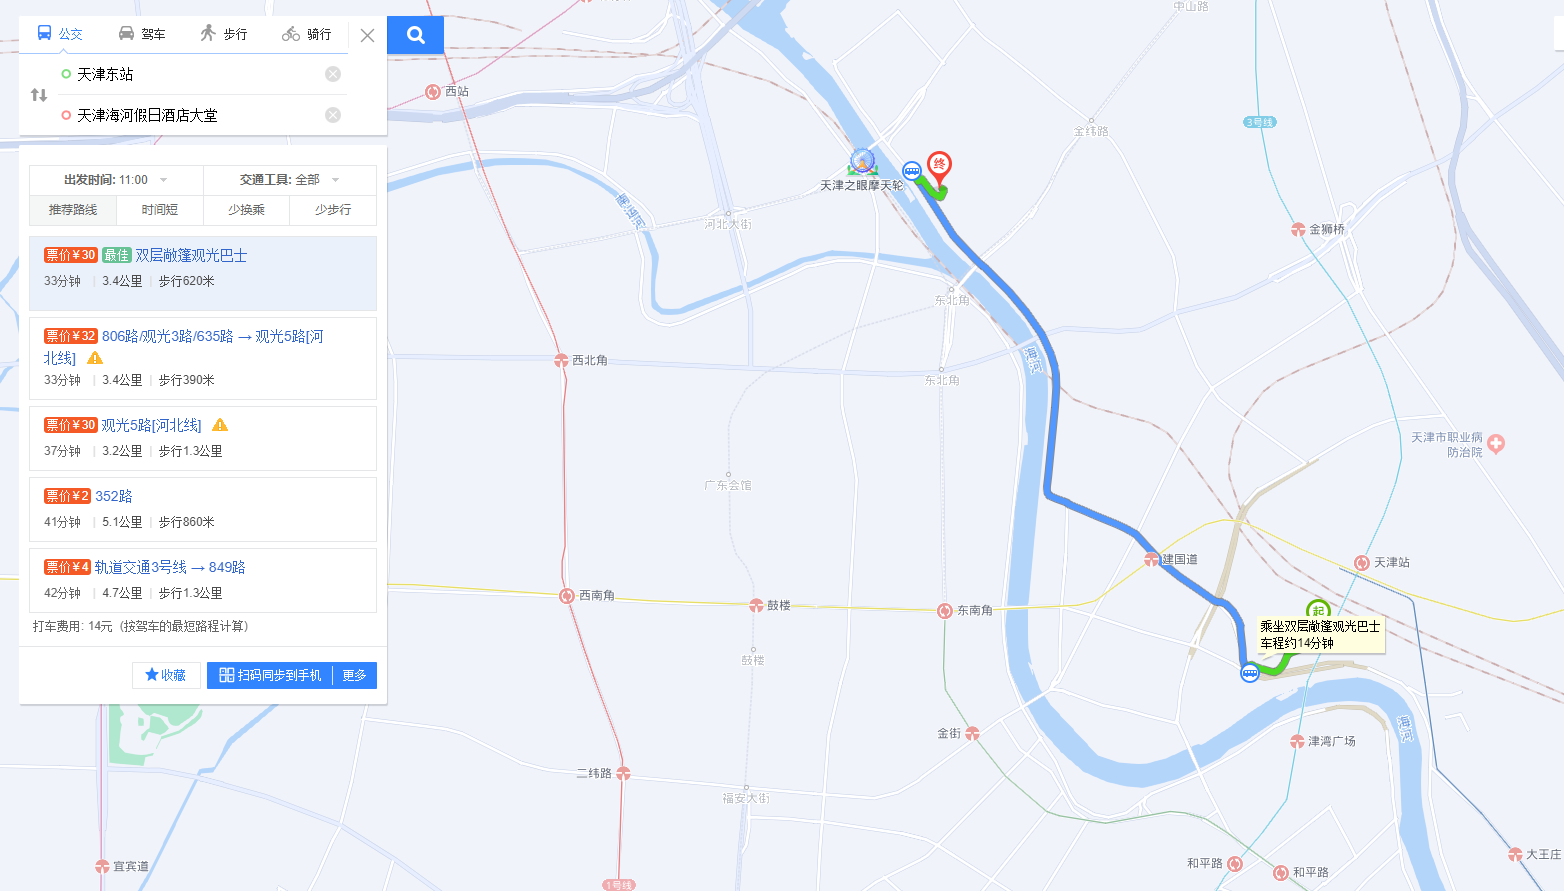 公交
驾车
步行
骑行
天津东站
天津海河假日酒店大堂
出发时间: 11:00
交通工具: 全部
推荐路线
时间短
少换乘
少步行
票价¥30 最佳 双层敞篷观光巴士
33分钟 | 3.4公里 | 步行620米
票价¥32 806路/观光3路/635路 → 观光5路[河
北线]
33分钟 | 3.4公里 | 步行390米
票价¥30 观光5路[河北线]
37分钟 | 3.2公里 | 步行1.3公里
票价¥2 352路
41分钟 | 5.1公里 | 步行860米
票价¥4 轨道交通3号线 → 849路
42分钟 | 4.7公里 | 步行1.3公里
打车费用: 14元（按驾车的最短路程计算）
收藏
扫码同步到手机
更多
中山路
西站
3号线
金纬路
终
天津之眼摩天轮
南运河
河北大街
金狮桥
东北角
海河
西北角
东北角
天津市职业病
防治院
广东会馆
建国道
天津站
西南角
鼓楼
东南角
起
乘坐双层敞篷观光巴士
车程约14分钟
鼓楼
金街
海河
津湾广场
二纬路
福安大街
宜宾道
和平路
和平路
大王庄
1号线